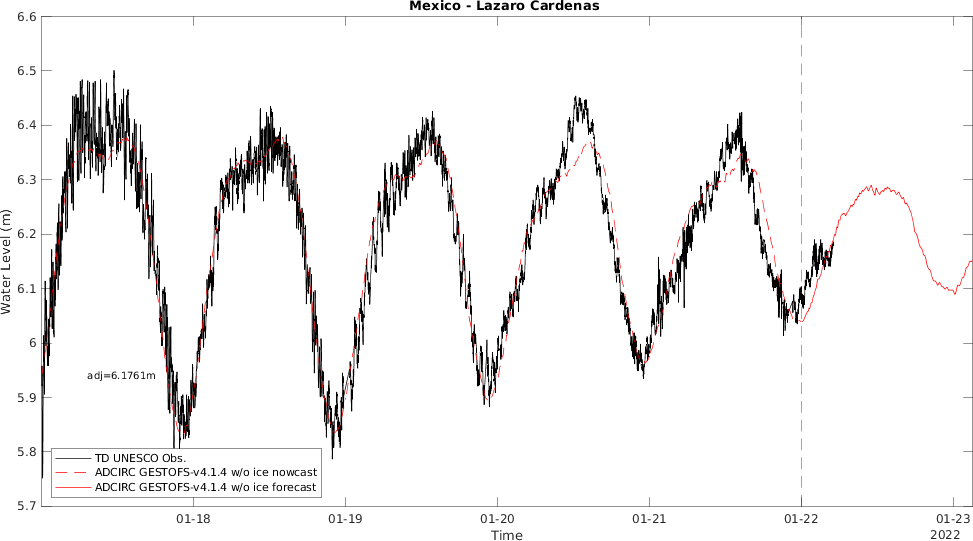 Mexico - Lazaro Cardenas
6.6
6.5
6.4
6.3
6.2
6.1
6
5.9
5.8
5.7
Water Level (m)
adj=6.1761m
TD UNESCO Obs.
ADCIRC GESTOFS-v4.1.4 w/o ice nowcast
ADCIRC GESTOFS-v4.1.4 w/o ice forecast
01-18 01-19 01-20 01-21 01-22 01-23
Time
2022